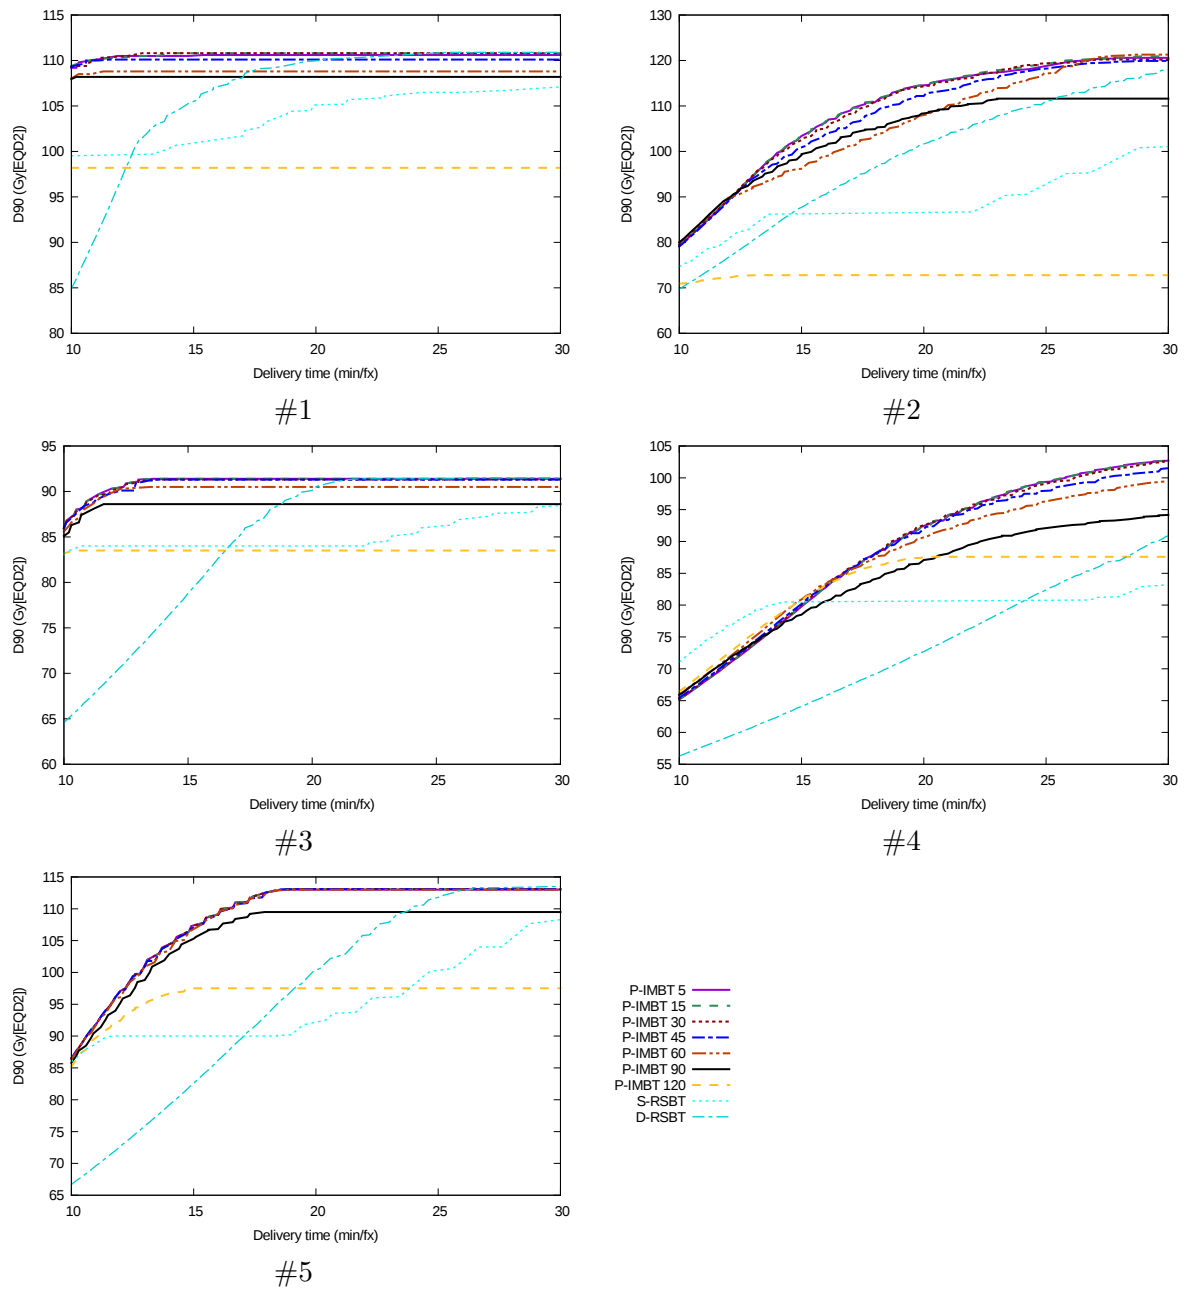 115
110
105
100
95
90
85
80
D90 (Gy[EQD2])
10 15 20 25 30
Delivery time (min/fx)
#1
130
120
110
100
90
80
70
60
D90 (Gy[EQD2])
10 15 20 25 30
Delivery time (min/fx)
#2
95
90
85
80
75
70
65
60
D90 (Gy[EQD2])
10 15 20 25 30
Delivery time (min/fx)
#3
105
100
95
90
85
80
75
70
65
60
55
D90 (Gy[EQD2])
10 15 20 25 30
Delivery time (min/fx)
#4
115
110
105
100
95
90
85
80
75
70
65
D90 (Gy[EQD2])
10 15 20 25 30
Delivery time (min/fx)
#5
P-IMBT 5
P-IMBT 15
P-IMBT 30
P-IMBT 45
P-IMBT 60
P-IMBT 90
P-IMBT 120
S-RSBT
D-RSBT